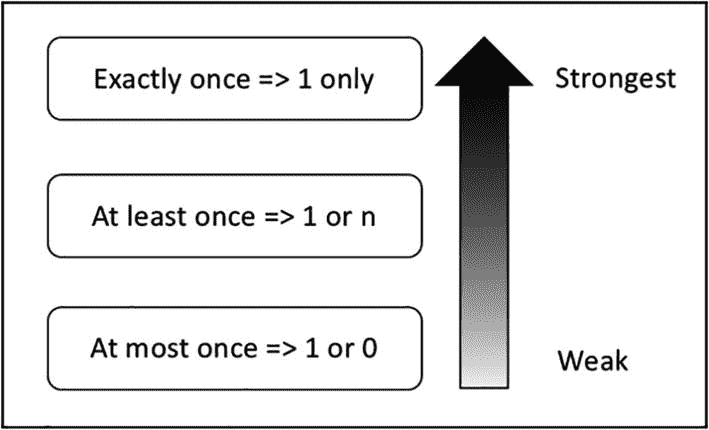 Exactly once => 1 only
Strongest
At least once => 1 or n
At most once => 1 or 0
Weak